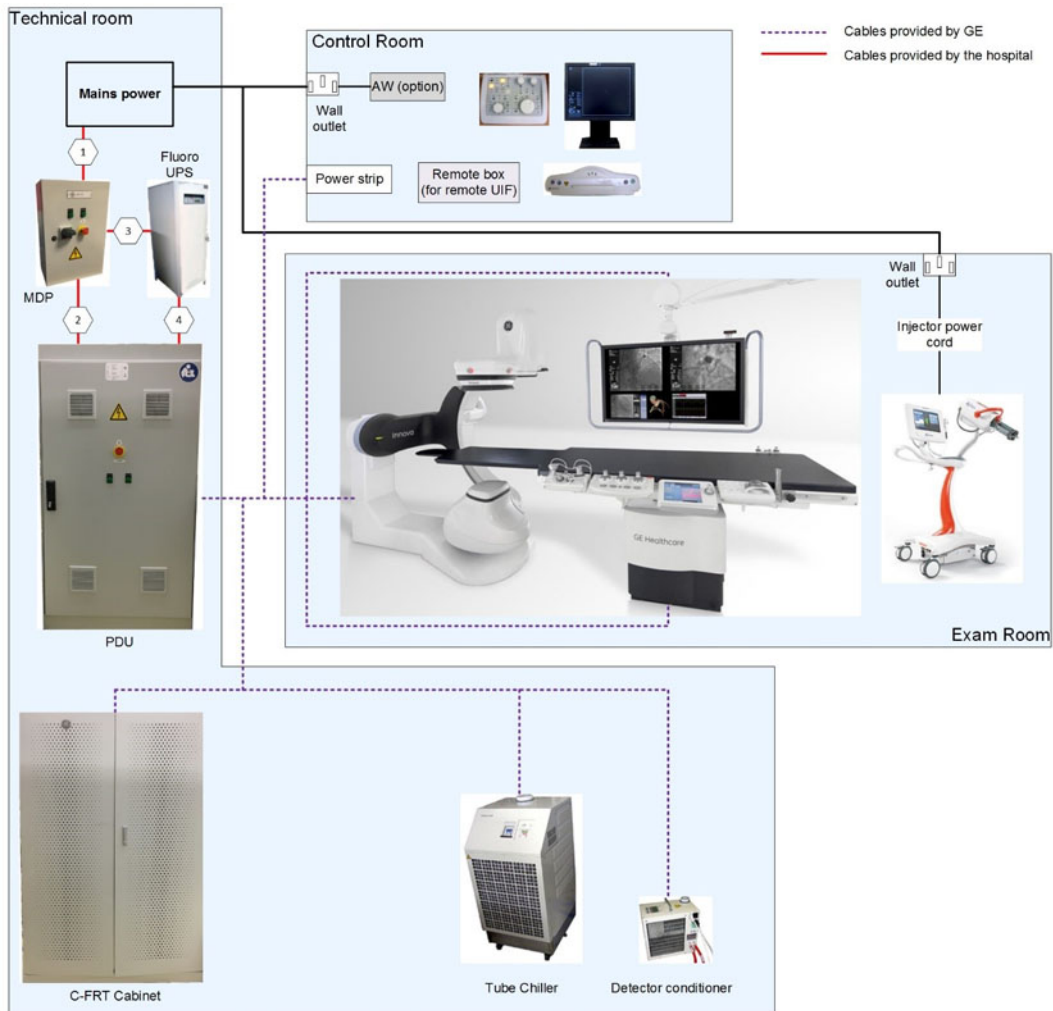 Technical room
Mains power
1
Fluoro
UPS
3
MDP
2
4
PDU
Control Room
Wall
outlet
AW (option)
Power strip
Remote box
(for remote UIF)
Cables provided by GE
Cables provided by the hospital
Wall
outlet
Injector power
cord
innova
GE Healthcare
Exam Room
C-FRT Cabinet
Tube Chiller
Detector conditioner